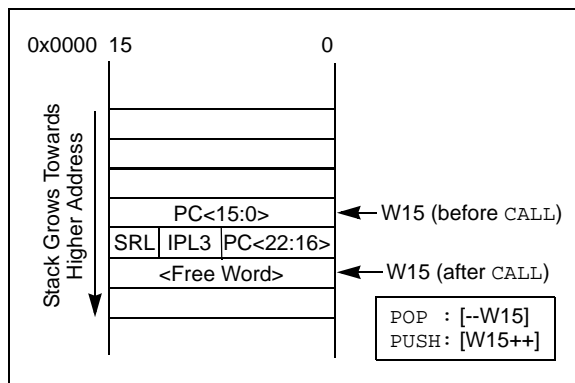 0x0000 15 0
Stack Grows Towards
Higher Address
PC<15:0>
W15 (before CALL)
SRL IPL3 PC<22:16>
<Free Word>
W15 (after CALL)
POP : [--W15]
PUSH: [W15++]